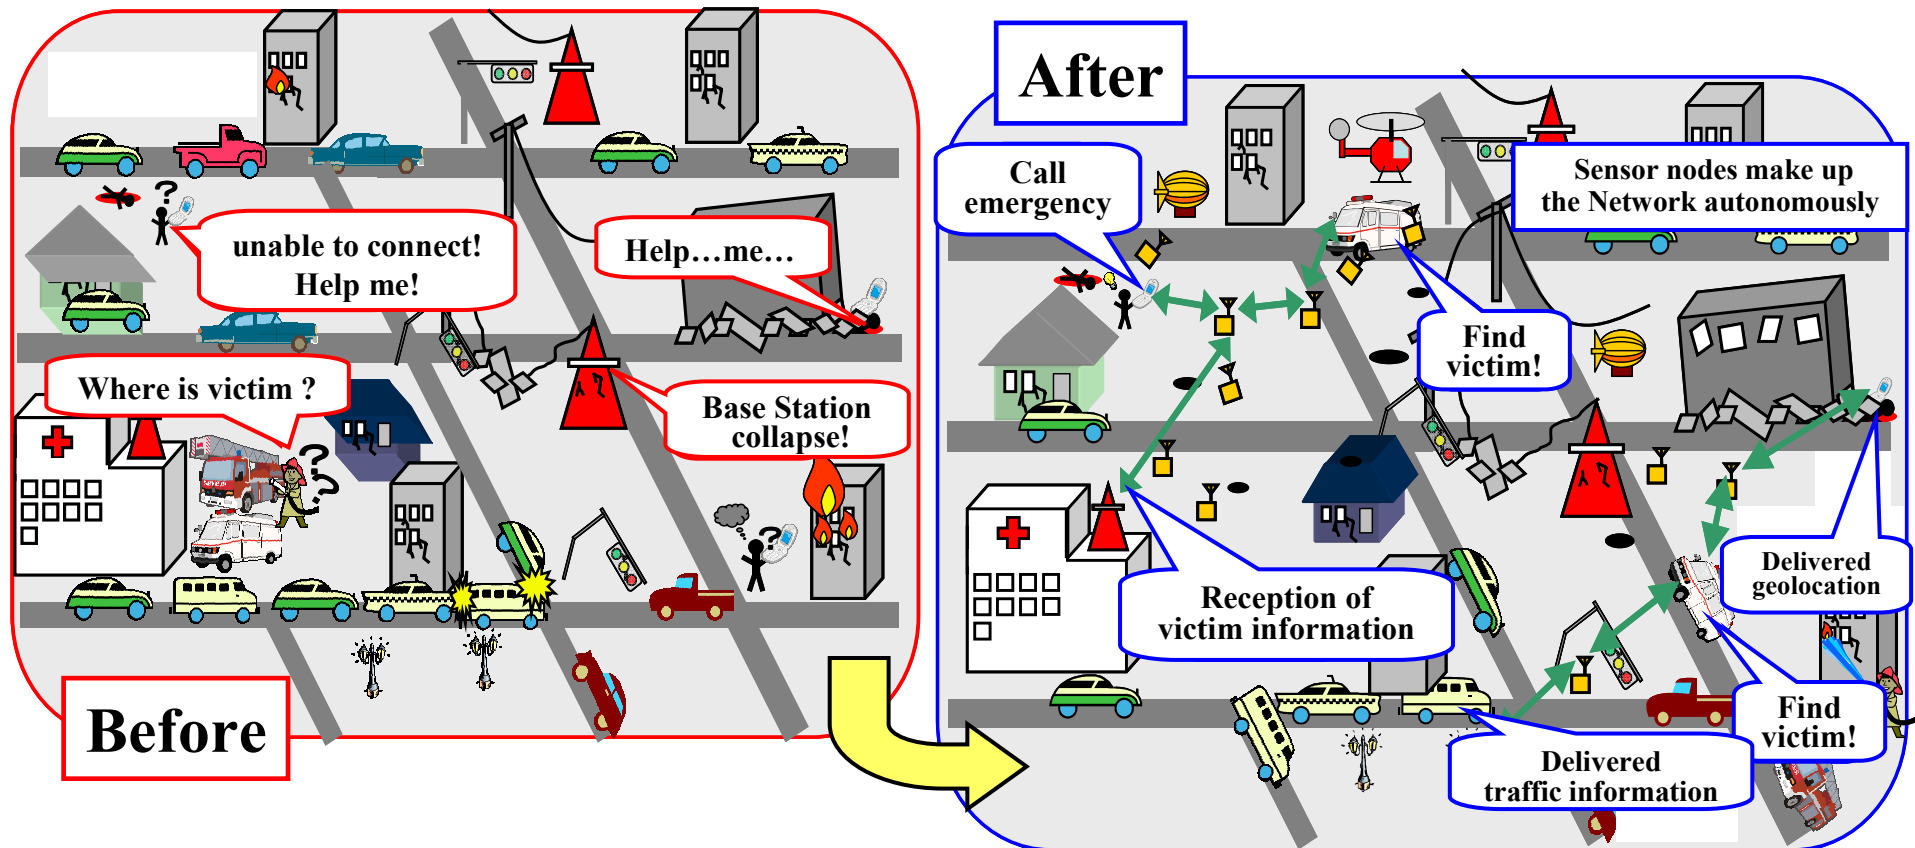 unable to connect!
Help me!
Help...me...
Where is victim ?
Base Station
collapse!
Before
After
Call
emergency
Sensor nodes make up
the Network autonomously
Find
victim!
Reception of
victim information
Delivered
geolocation
Find
victim!
Delivered
traffic information